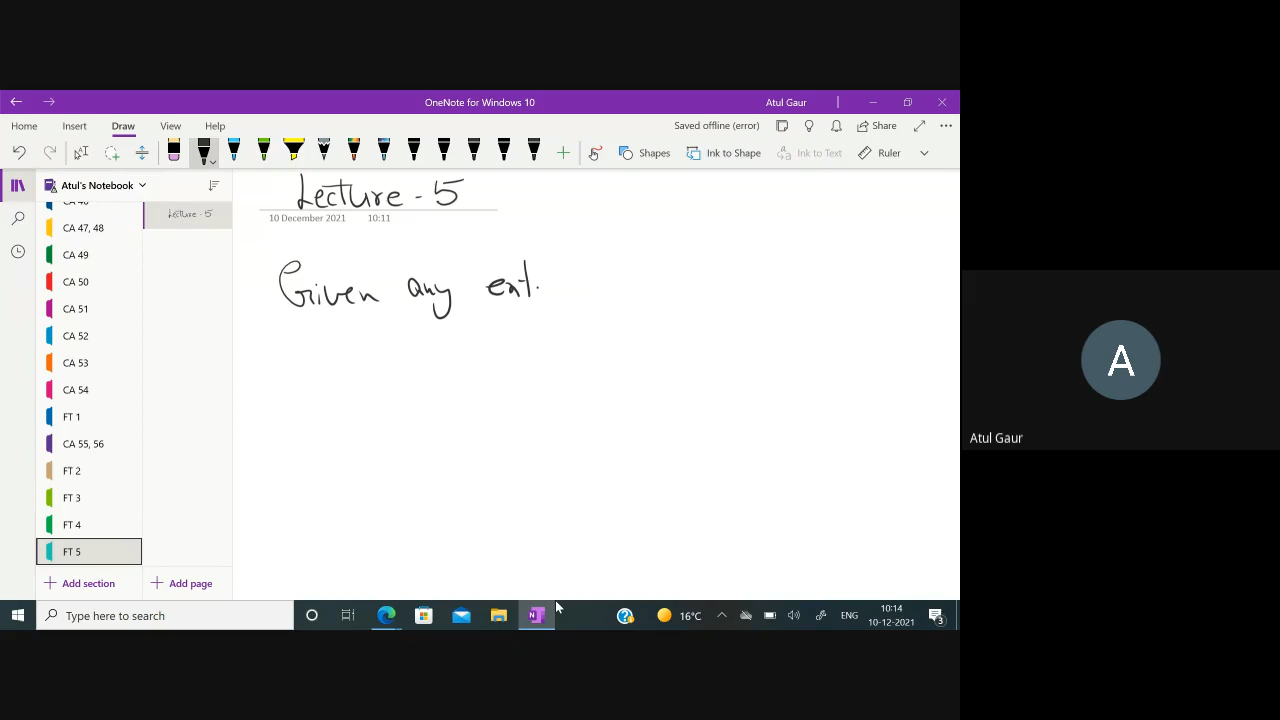 OneNote for Windows 10
Atul Gaur
Home Insert Draw View Help
Saved offline (error)
Share
Shapes
Ink to Shape
Ink to Text
Ruler
Atul's Notebook
CA 46
CA 47, 48
CA 49
CA 50
CA 51
CA 52
CA 53
CA 54
FT 1
CA 55, 56
FT 2
FT 3
FT 4
FT 5
Add section
Lecture - 5
Add page
Lecture - 5
10 December 2021 10:11
Given any ext.
A
Atul Gaur
Type here to search
16°C
ENG
10:14
10-12-2021
3